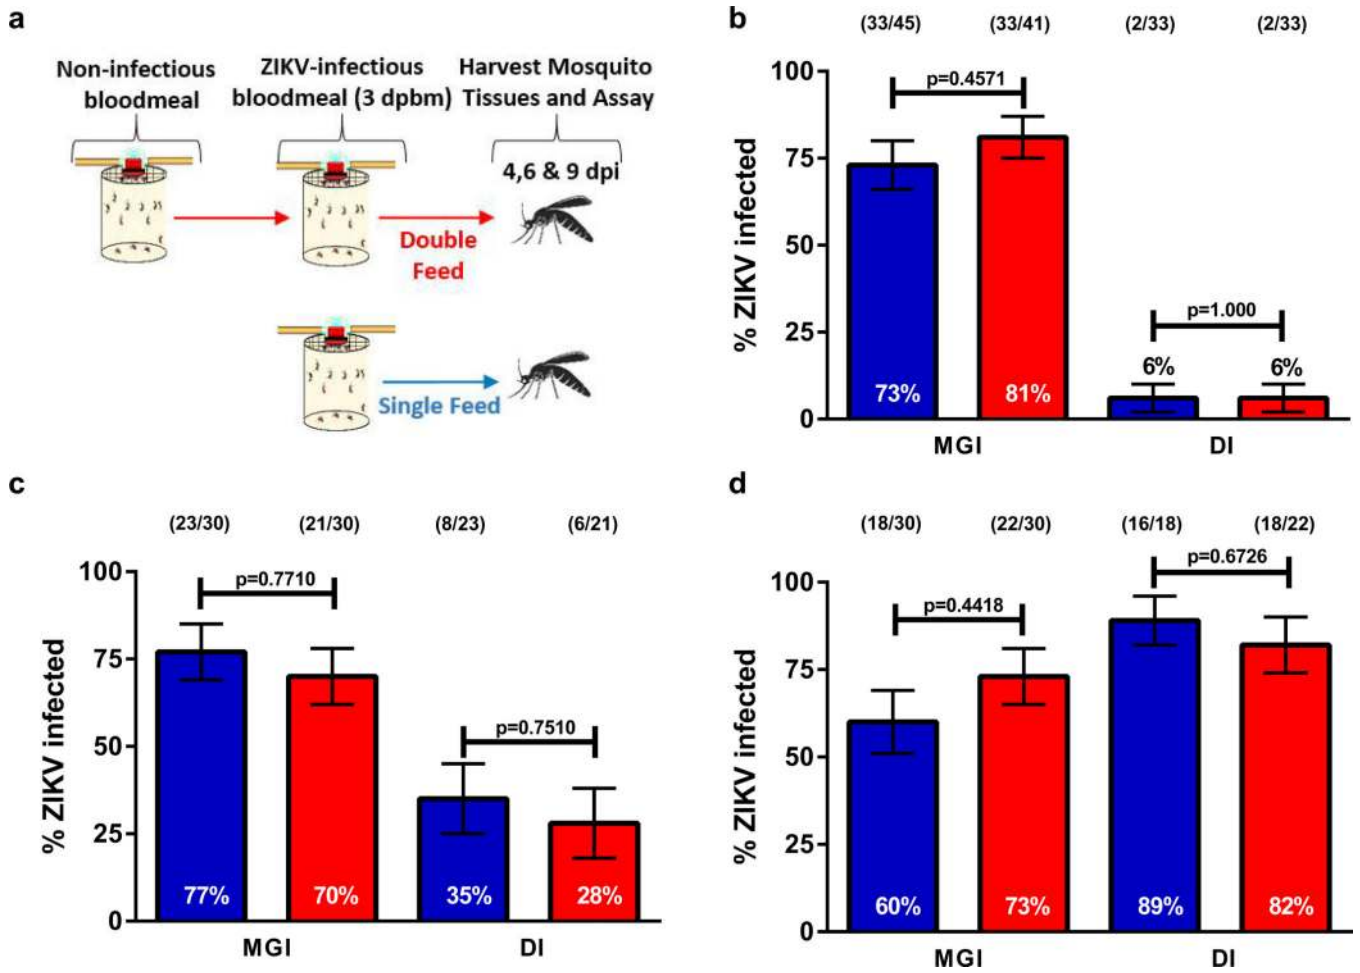 a
Non-infectious
bloodmeal
ZIKV-infectious
bloodmeal (3 dpbm)
Harvest Mosquito
Tissues and Assay
4,6 & 9 dpi
Double
Feed
Single Feed
b
(33/45) (33/41) (2/33) (2/33)
% ZIKV infected
100
75
50
25
0
p=0.4571
p=1.000
73% 81% 6% 6%
MGI DI
c
(23/30) (21/30) (8/23) (6/21)
% ZIKV infected
100
75
50
25
0
p=0.7710
p=0.7510
77% 70% 35% 28%
MGI DI
d
(18/30) (22/30) (16/18) (18/22)
% ZIKV infected
100
75
50
25
0
p=0.4418
p=0.6726
60% 73% 89% 82%
MGI DI